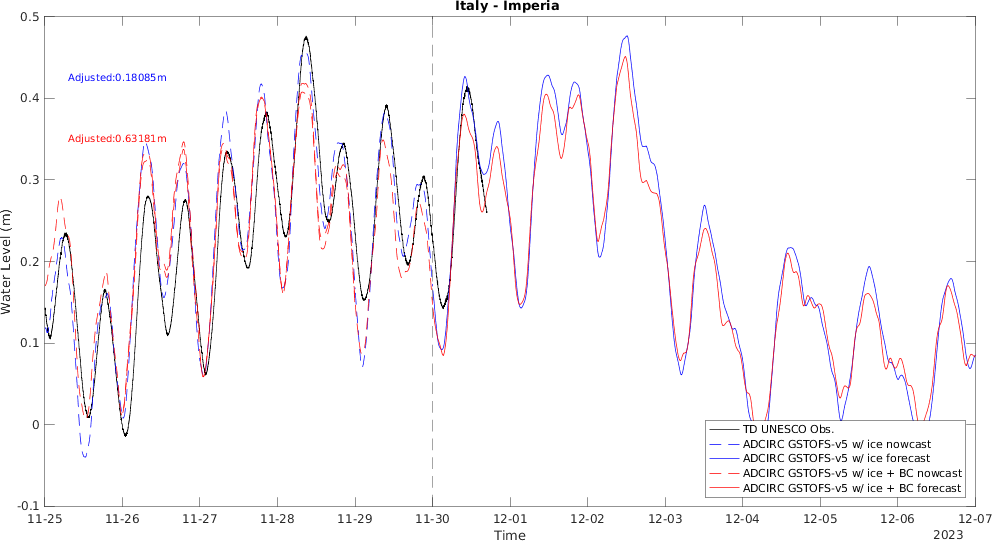 Italy - Imperia
0.5
0.4
0.3
0.2
0.1
0
-0.1
Water Level (m)
Adjusted:0.18085m
Adjusted:0.63181m
TD UNESCO Obs.
ADCIRC GSTOFS-v5 w/ ice nowcast
ADCIRC GSTOFS-v5 w/ ice forecast
ADCIRC GSTOFS-v5 w/ ice + BC nowcast
ADCIRC GSTOFS-v5 w/ ice + BC forecast
11-25 11-26 11-27 11-28 11-29 11-30 12-01 12-02 12-03 12-04 12-05 12-06 12-07
Time
2023